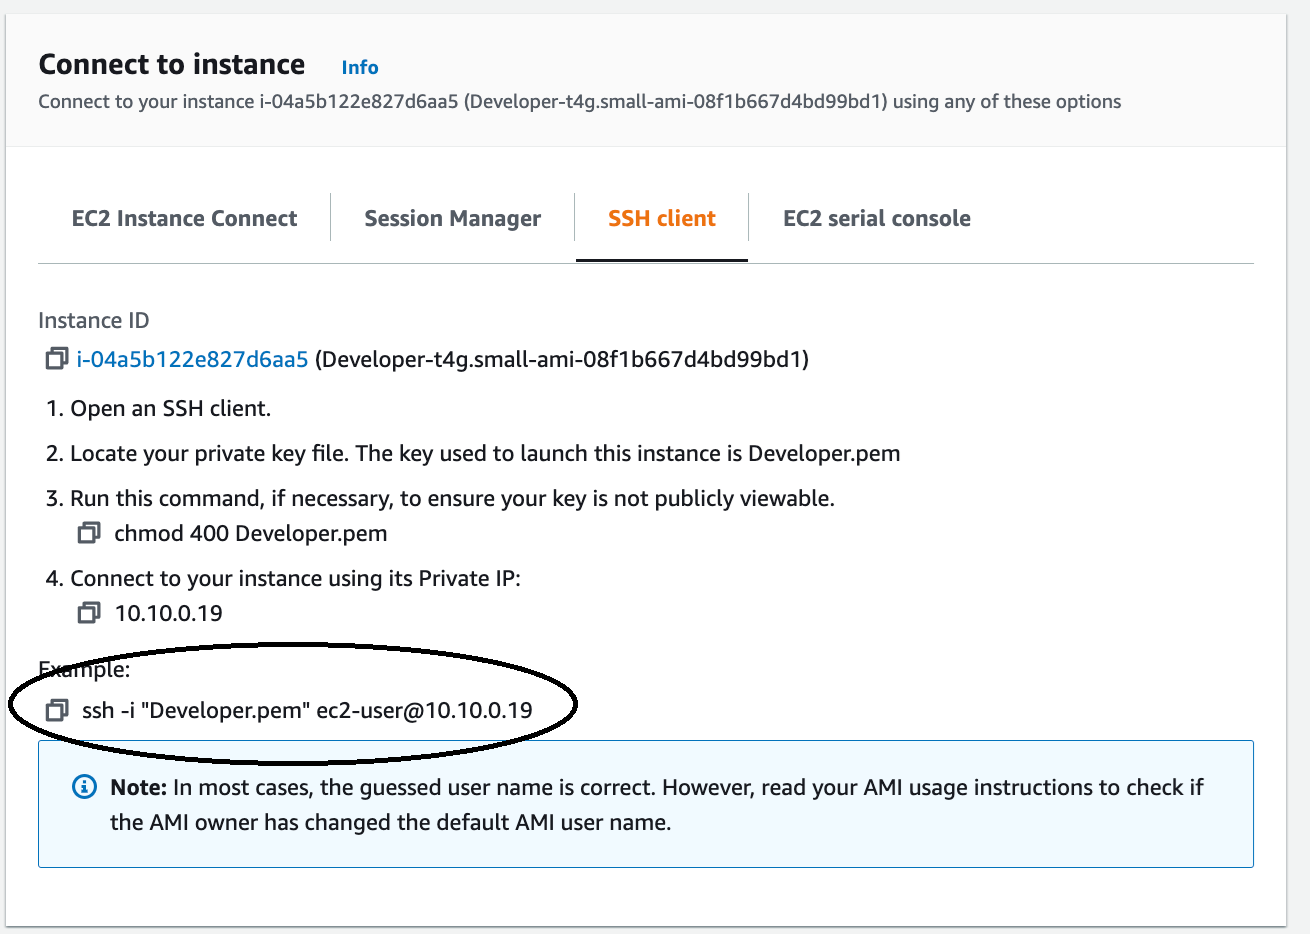 Connect to instance Info
Connect to your instance i-04a5b122e827d6aa5 (Developer-t4g.small-ami-08f1b667d4bd99bd1) using any of these options
EC2 Instance Connect Session Manager SSH client EC2 serial console
Instance ID
i-04a5b122e827d6aa5 (Developer-t4g.small-ami-08f1b667d4bd99bd1)
1. Open an SSH client.
2. Locate your private key file. The key used to launch this instance is Developer.pem
3. Run this command, if necessary, to ensure your key is not publicly viewable.
chmod 400 Developer.pem
4. Connect to your instance using its Private IP:
10.10.0.19
Example:
ssh -i "Developer.pem" ec2-user@10.10.0.19
Note: In most cases, the guessed user name is correct. However, read your AMI usage instructions to check if
the AMI owner has changed the default AMI user name.